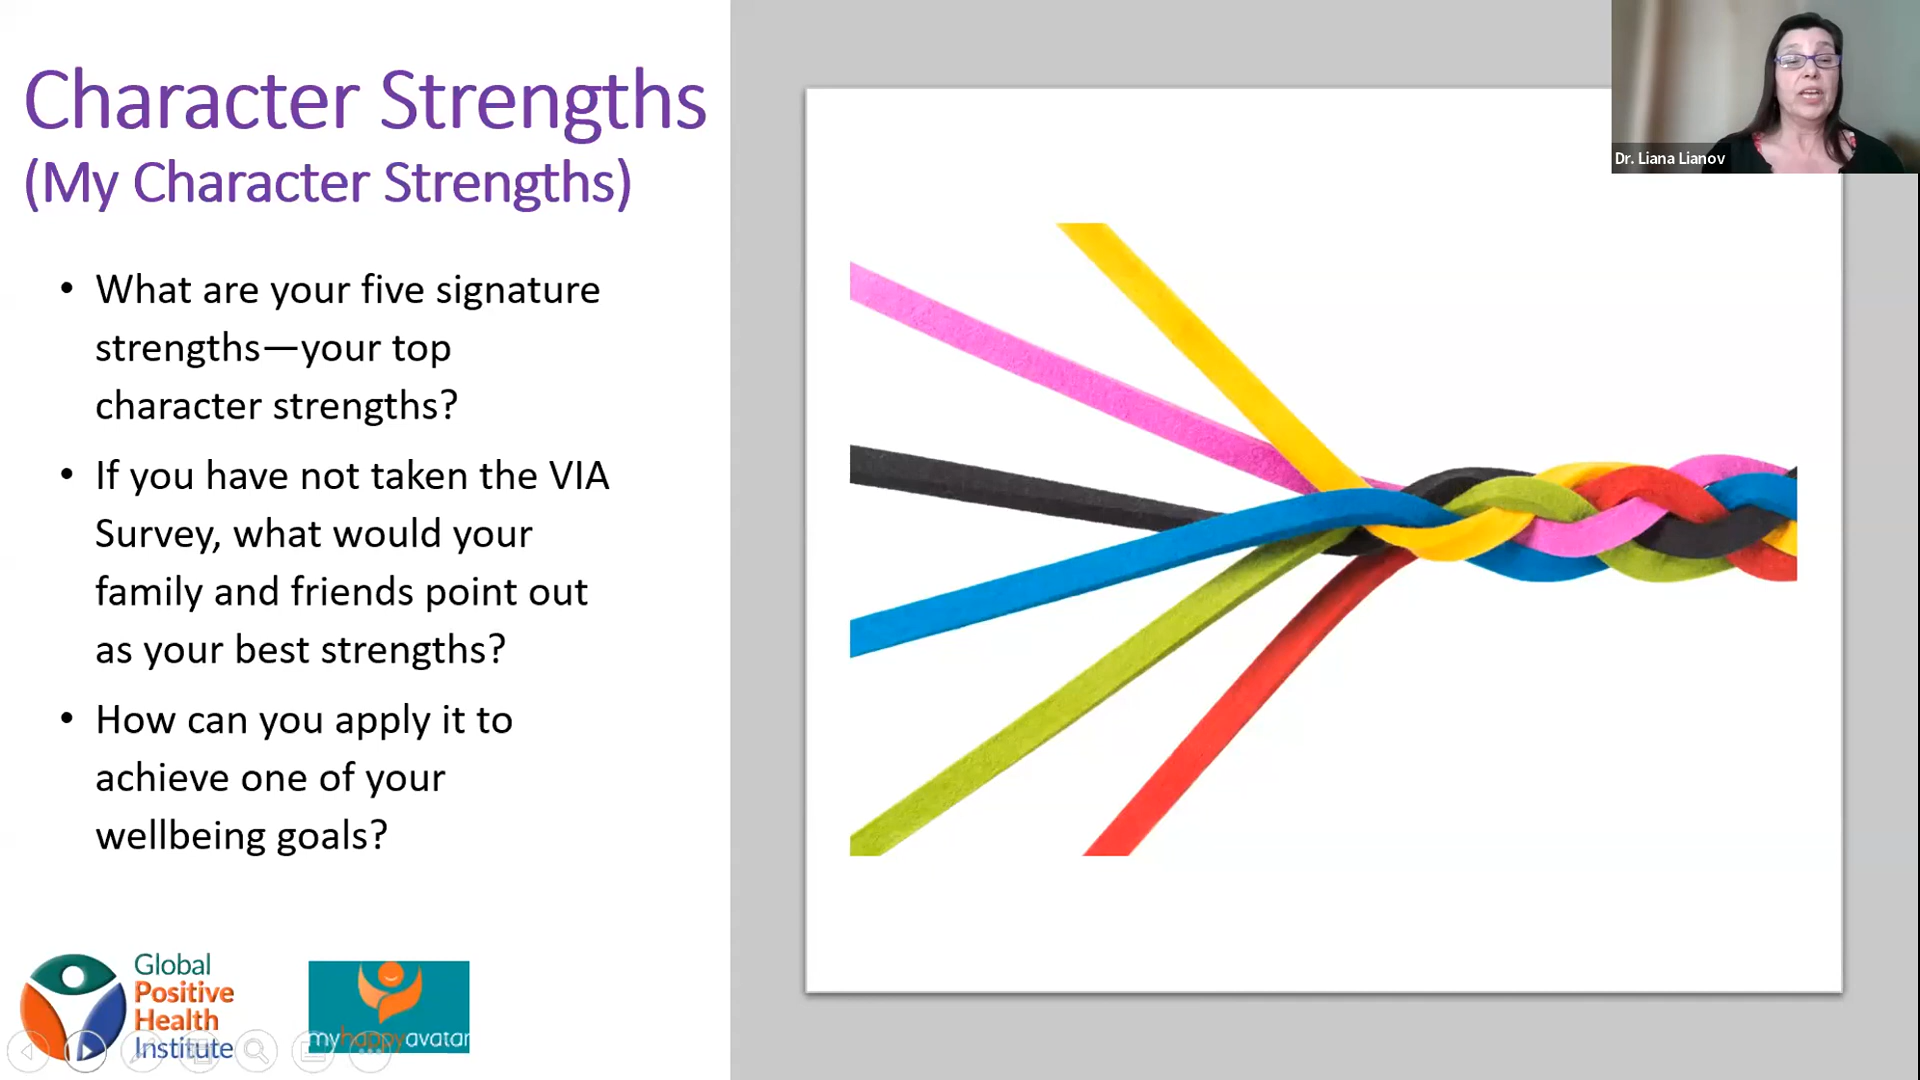 Character Strengths
(My Character Strengths)
• What are your five signature
strengths—your top
character strengths?
• If you have not taken the VIA
Survey, what would your
family and friends point out
as your best strengths?
• How can you apply it to
achieve one of your
wellbeing goals?
Global
Positive
Health
Institute
myhappyavatar
Dr. Liana Lianov